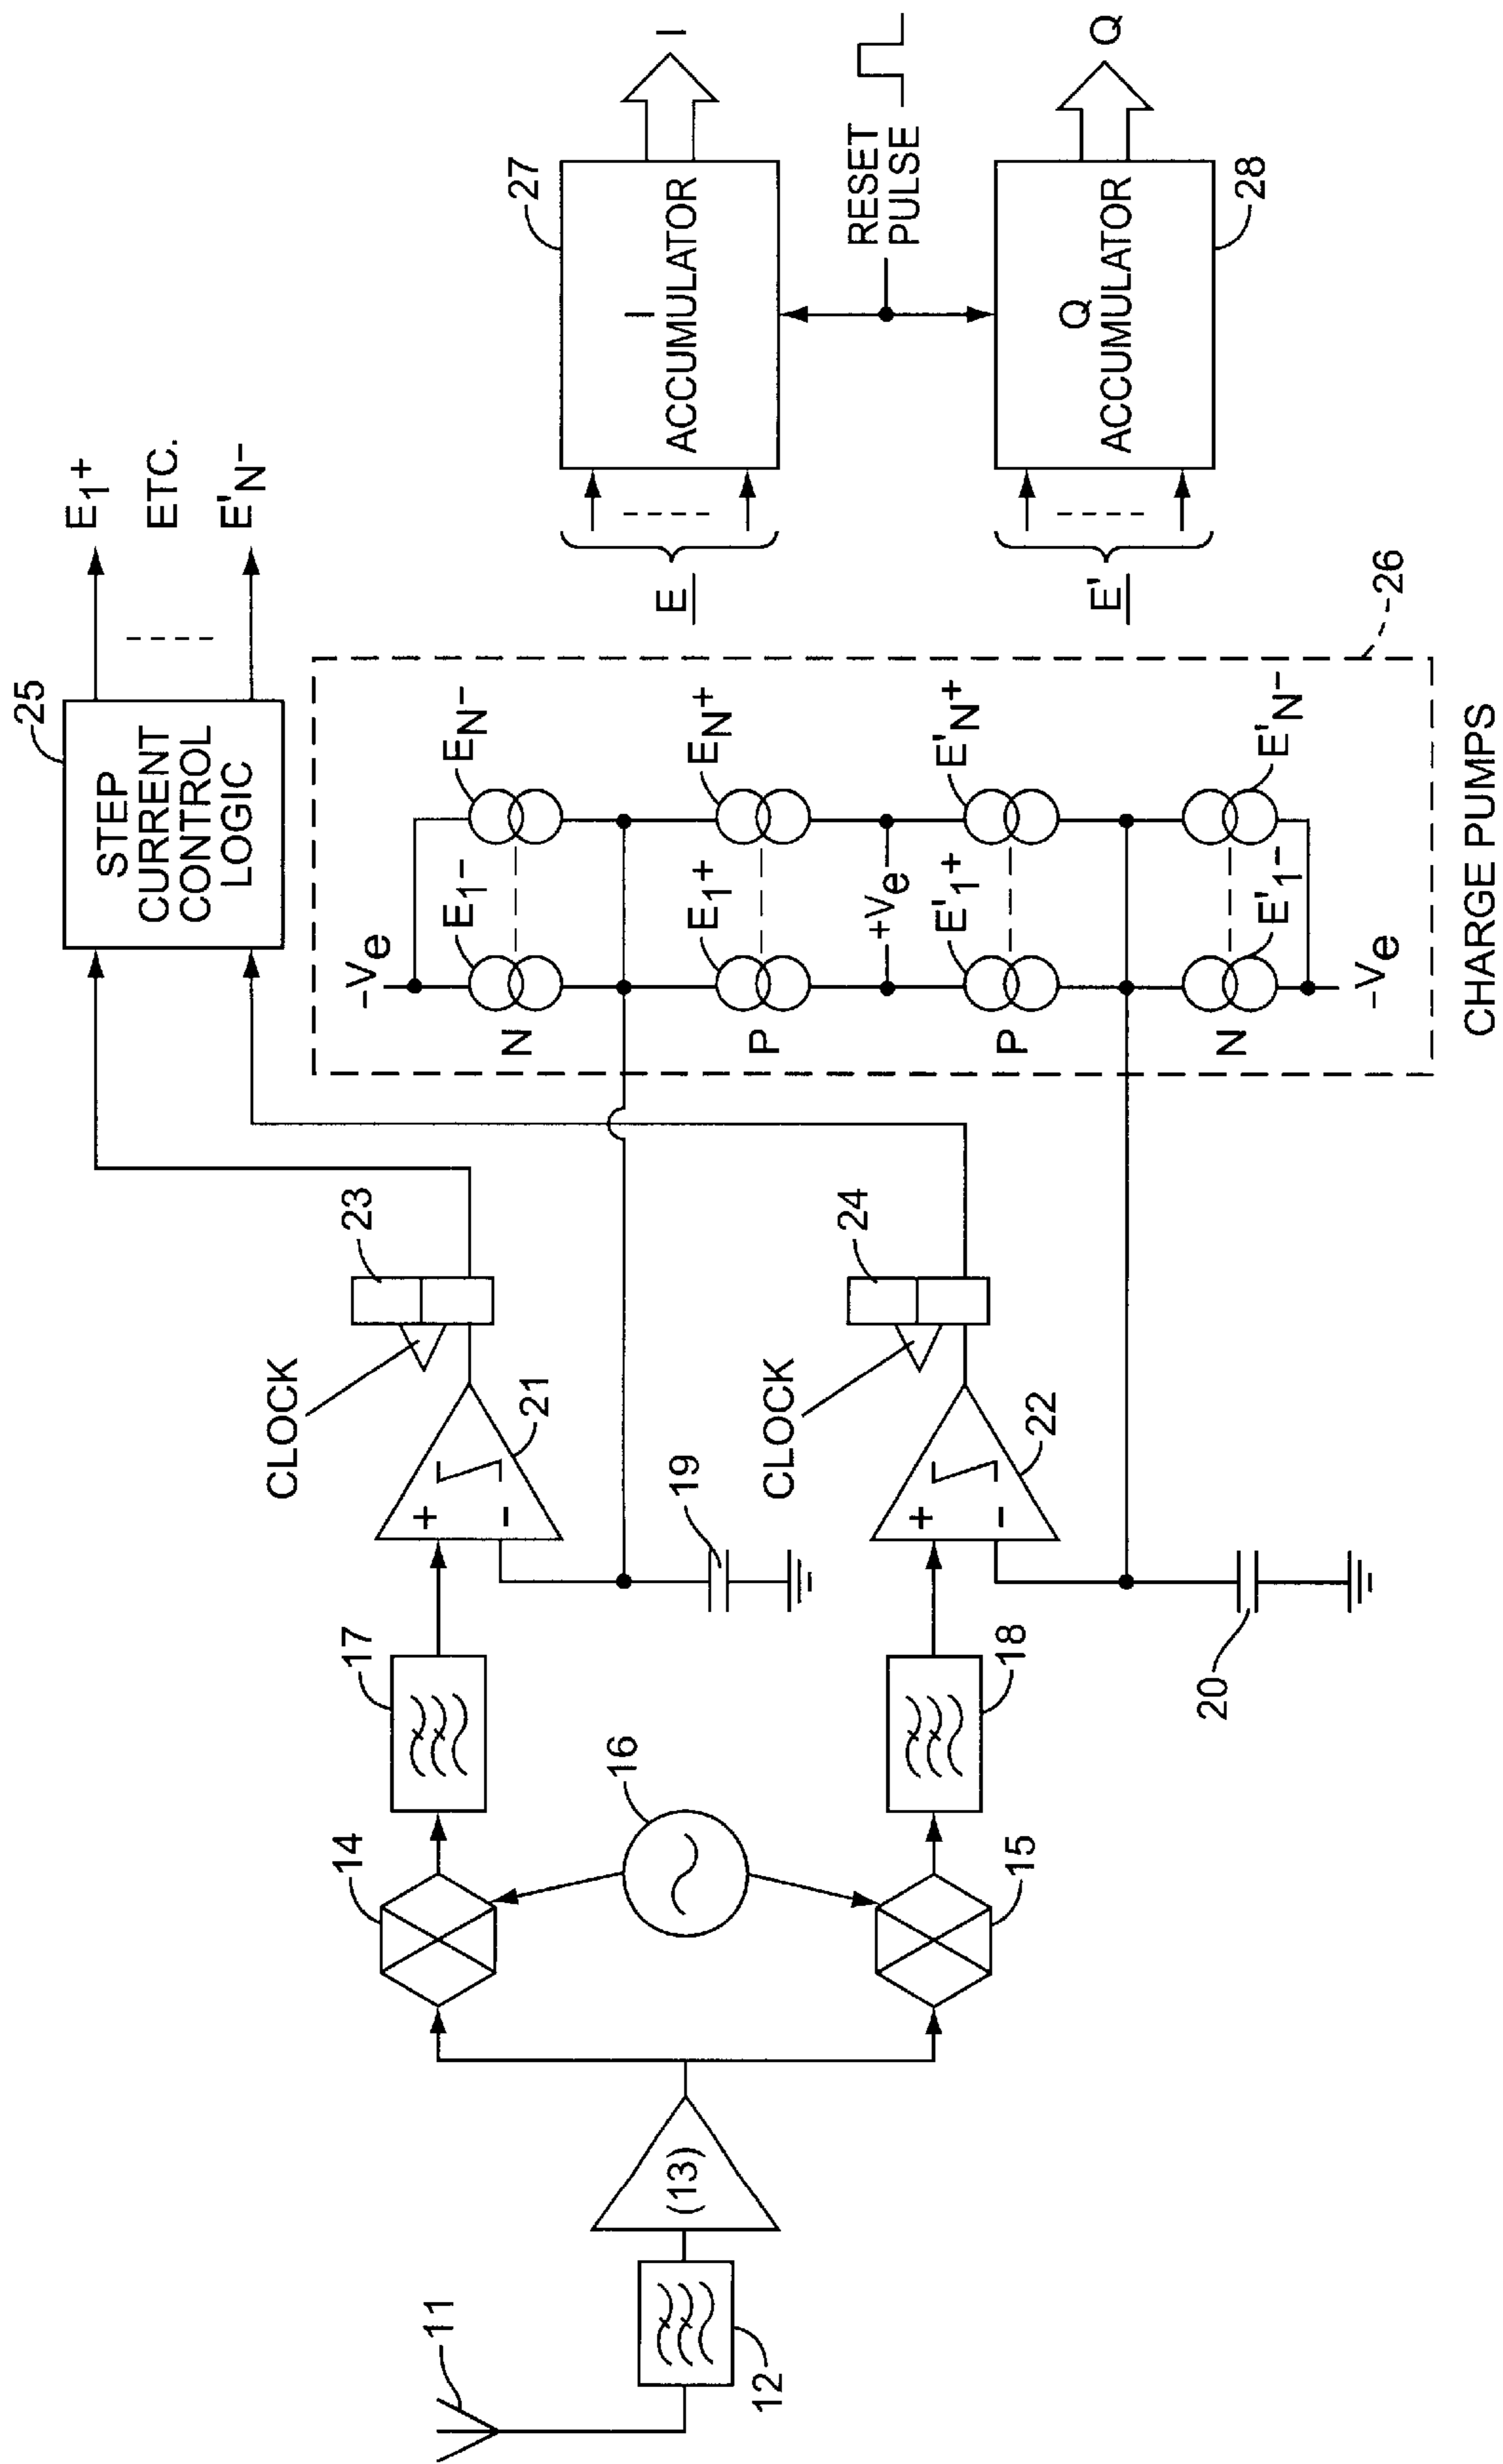 11
12
(13)
14
15
16
17
18
CLOCK
23
21
19
CLOCK
24
22
20
25
STEP
CURRENT
CONTROL
LOGIC
E1+
ETC.
E'N-
-Ve
N
E1-
EN-
P
E1+
EN+
+Ve
P
E'1+
E'N+
N
E'1-
E'N-
-Ve
26
CHARGE PUMPS
E
27
I
ACCUMULATOR
I
RESET
PULSE
E'
Q
ACCUMULATOR
28
Q